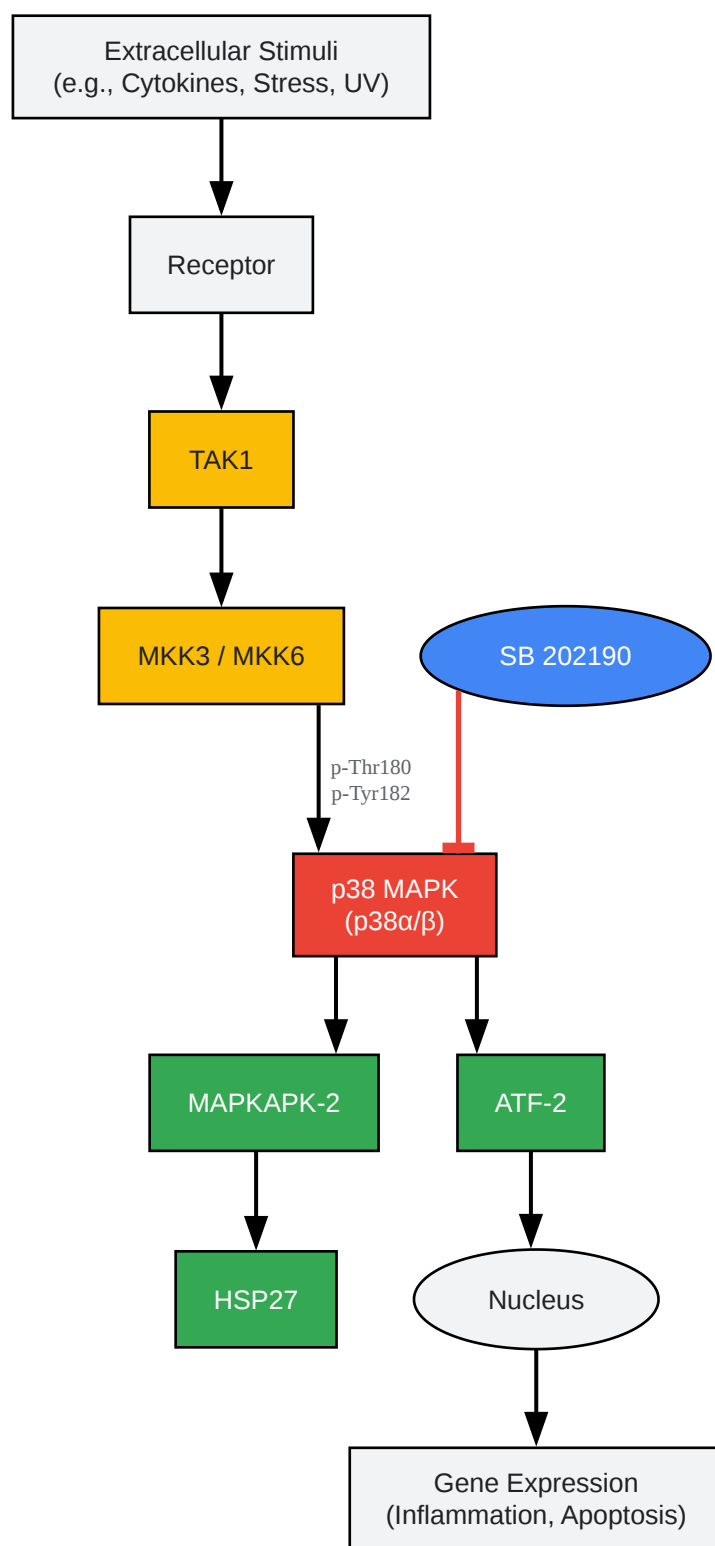 Extracellular Stimuli
(e.g., Cytokines, Stress, UV)
Receptor
TAK1
MKK3 / MKK6
SB 202190
p-Thr180
p-Tyr182
p38 MAPK
(p38α/β)
MAPKAPK-2
ATF-2
HSP27
Nucleus
Gene Expression
(Inflammation, Apoptosis)